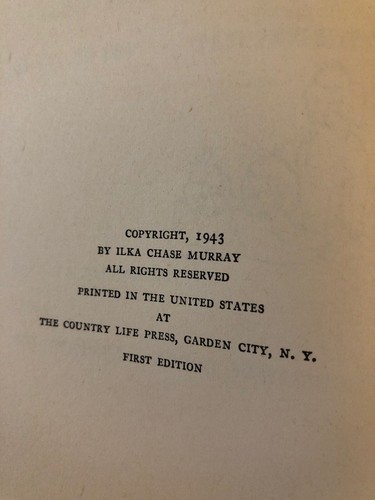 COPYRIGHT, 1943
BY ILKA CHASE MURRAY
ALL RIGHTS RESERVED
PRINTED IN THE UNITED STATES
AT
THE COUNTRY LIFE PRESS, GARDEN CITY, N. Y.
FIRST EDITION